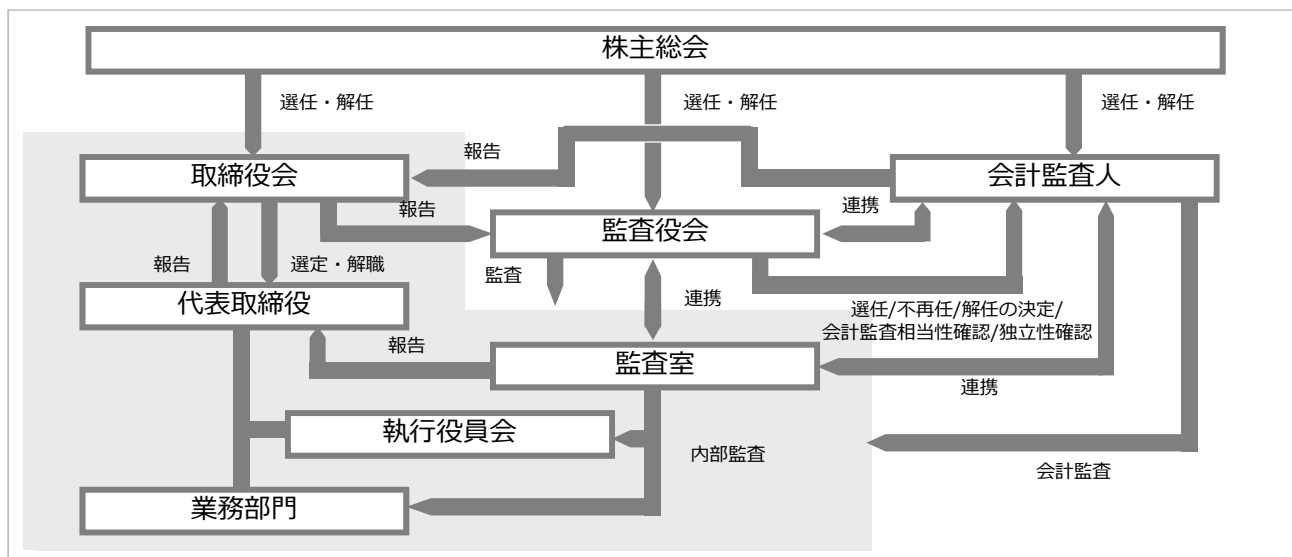 株主総会
選任・解任
選任・解任
選任・解任
報告
取締役会
会計監査人
報告
連携
監査役会
報告
選定・解職
監査
連携
代表取締役
選任/不再任/解任の決定/
会計監査相当性確認/独立性確認
報告
監査室
連携
執行役員会
内部監査
会計監査
業務部門